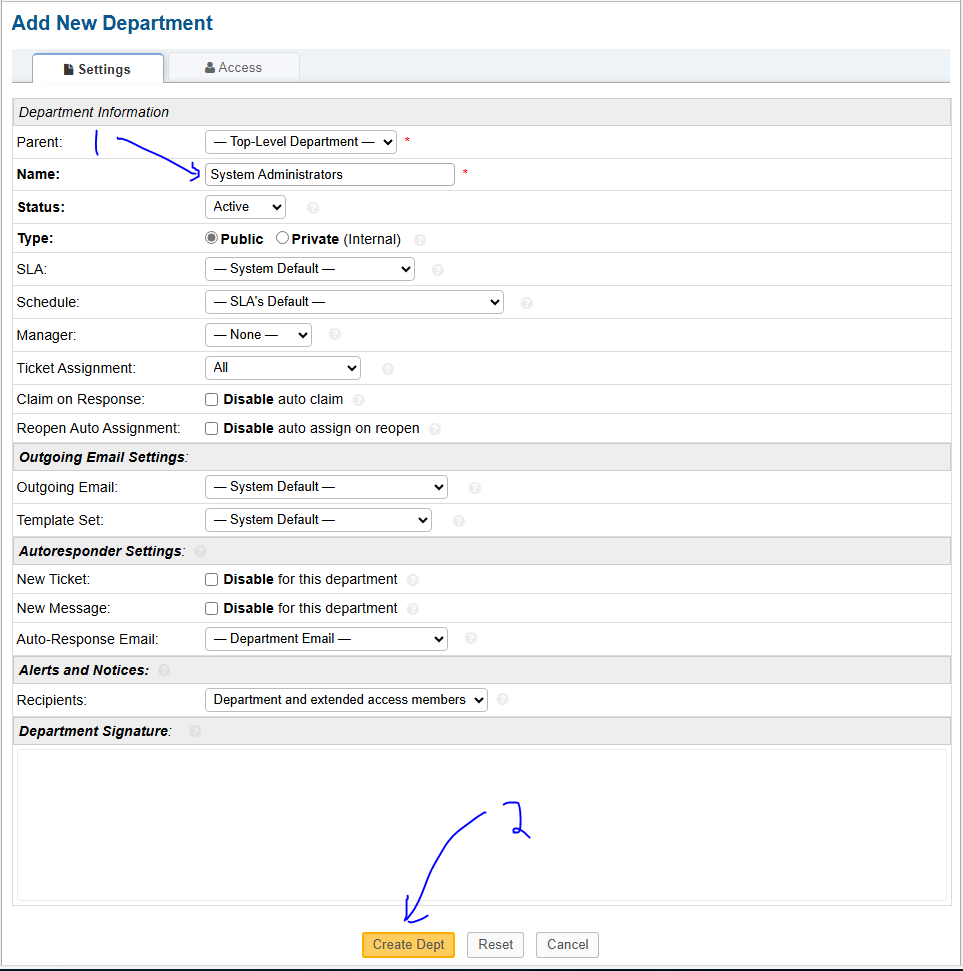 Add New Department
Settings
Access
Department Information
Parent: 1 — Top-Level Department — *
Name: System Administrators *
Status: Active ?
Type: Public Private (Internal) ?
SLA: — System Default — ?
Schedule: — SLA's Default — ?
Manager: — None — ?
Ticket Assignment: All ?
Claim on Response: Disable auto claim ?
Reopen Auto Assignment: Disable auto assign on reopen ?
Outgoing Email Settings:
Outgoing Email: — System Default — ?
Template Set: — System Default — ?
Autoresponder Settings: ?
New Ticket: Disable for this department ?
New Message: Disable for this department ?
Auto-Response Email: — Department Email — ?
Alerts and Notices: ?
Recipients: Department and extended access members ?
Department Signature: ?
2
Create Dept Reset Cancel